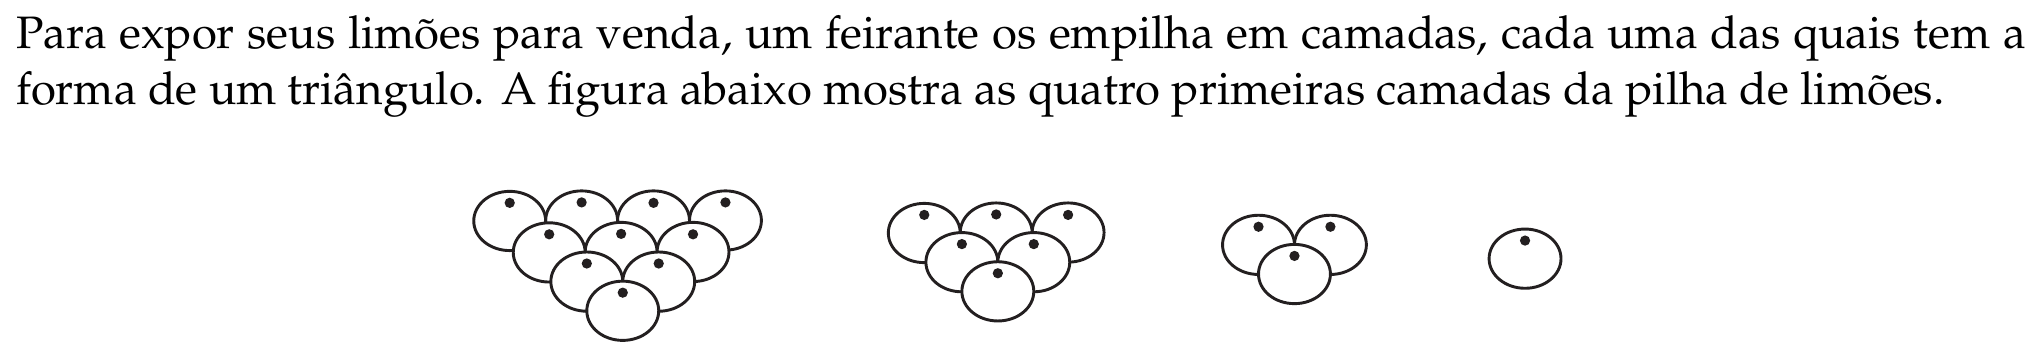 Para expor seus limões para venda, um feirante os empilha em camadas, cada uma das quais tem a
forma de um triângulo. A figura abaixo mostra as quatro primeiras camadas da pilha de limões.